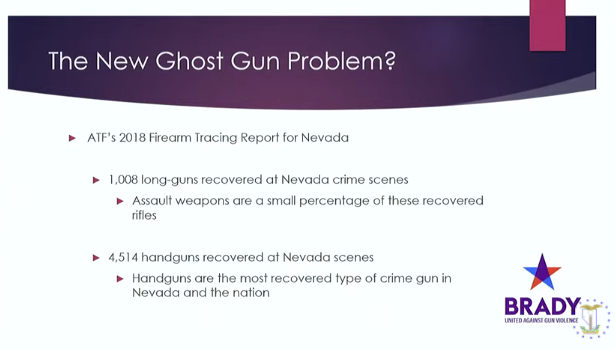 The New Ghost Gun Problem?
ATF's 2018 Firearm Tracing Report for Nevada
1,008 long-guns recovered at Nevada crime scenes
Assault weapons are a small percentage of these recovered
rifles
4,514 handguns recovered at Nevada scenes
Handguns are the most recovered type of crime gun in
Nevada and the nation
BRADY
UNITED AGAINST GUN VIOLENCE